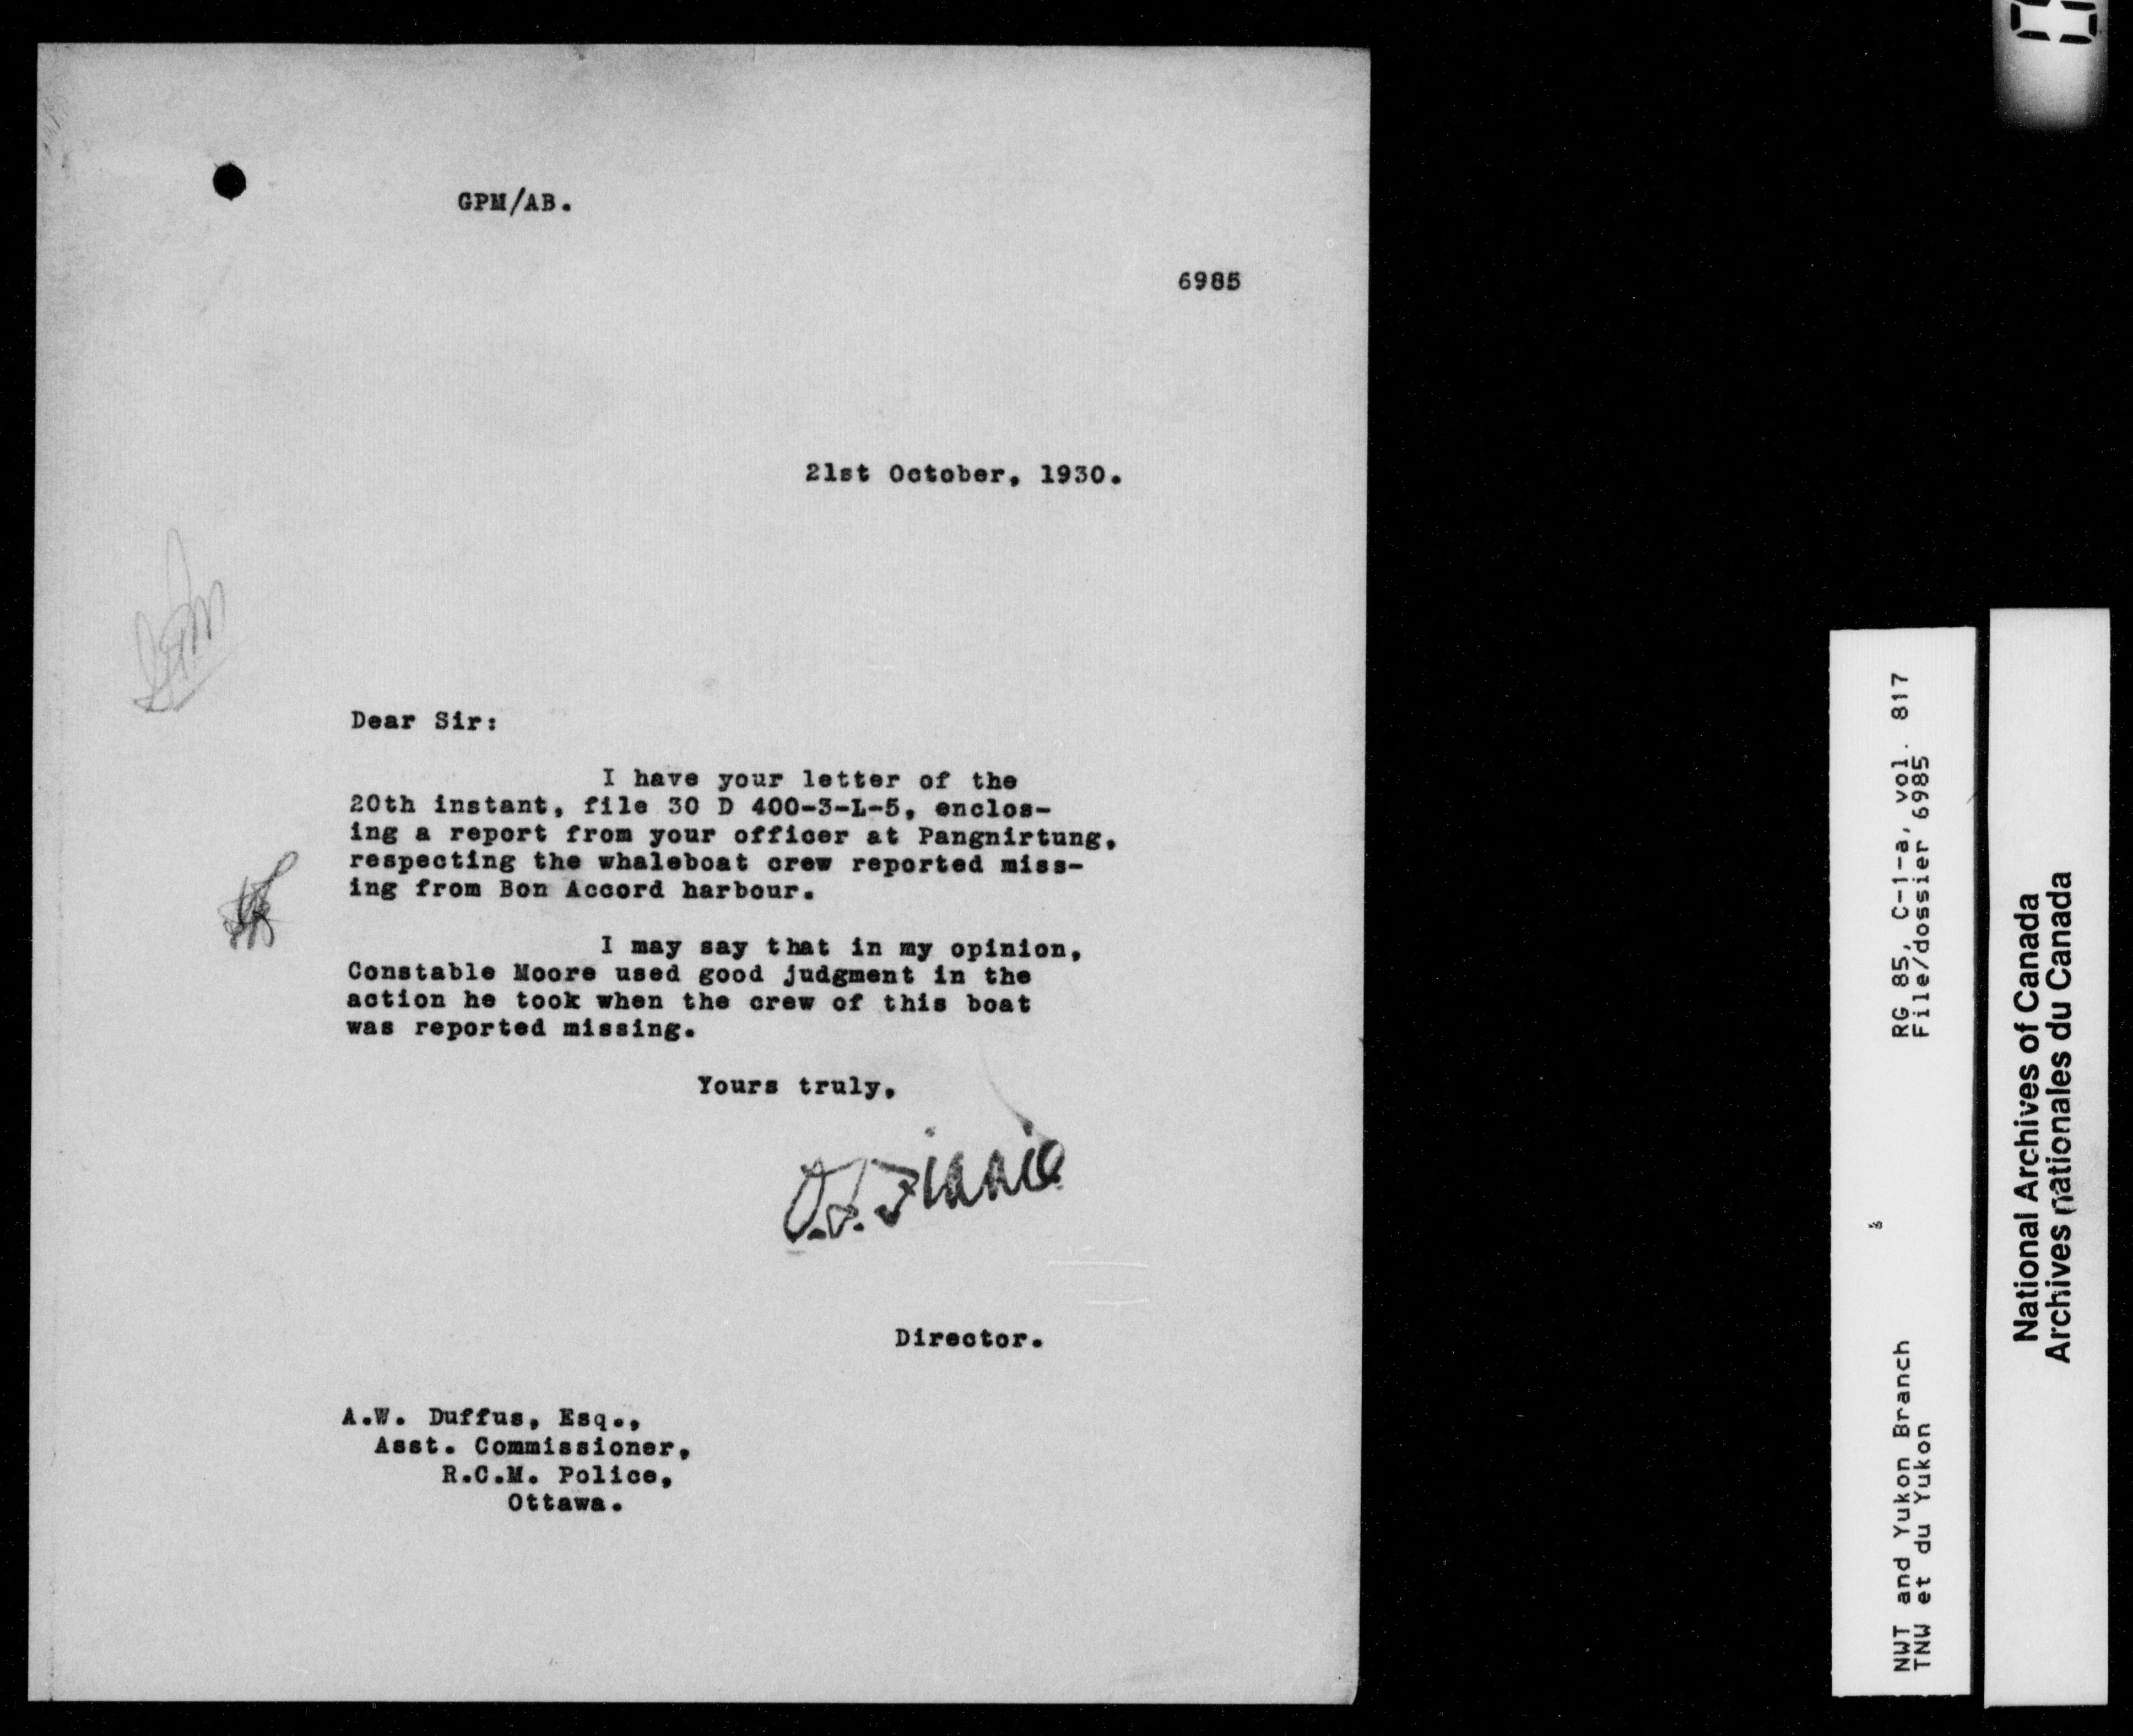 GPM/AB.
6985
21st October, 1930.
Dear Sir:
I have your letter of the
20th instant, file 30 D 400-3-L-5, enclos-
ing a report from your officer at Pangnirtung,
respecting the whaleboat crew reported miss-
ing from Bon Accord harbour.
I may say that in my opinion,
Constable Moore used good judgment in the
action he took when the crew of this boat
was reported missing.
Yours truly,
O.S. Finnie
Director.
A.W. Duffus, Esq.,
Asst. Commissioner,
R.C.M. Police,
Ottawa.
NWT and Yukon Branch
TNW et du Yukon
3
RG 85, C-1-a, vol. 817
File/dossier 6985
National Archives of Canada
Archives nationales du Canada